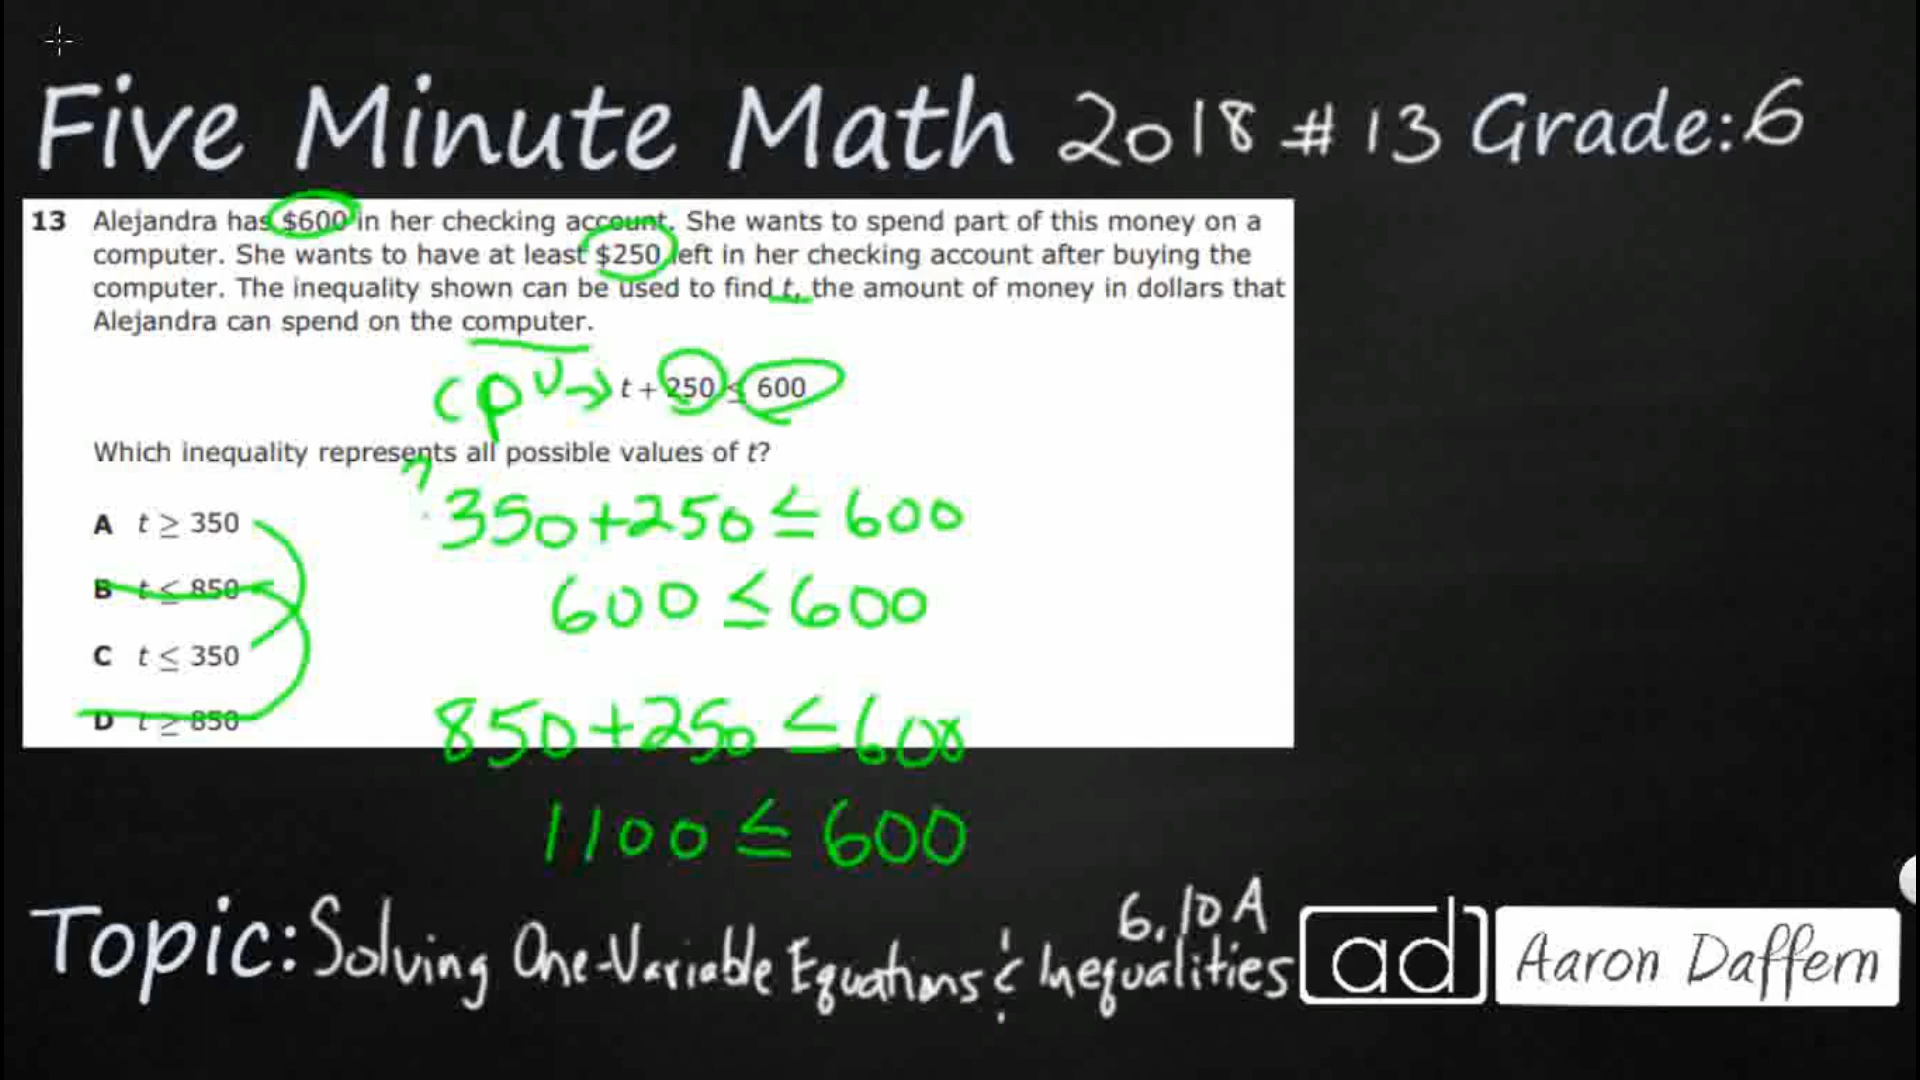 Five Minute Math 2018 #13 Grade: 6
13 Alejandra has $600 in her checking account. She wants to spend part of this money on a
computer. She wants to have at least $250 left in her checking account after buying the
computer. The inequality shown can be used to find t, the amount of money in dollars that
Alejandra can spend on the computer.
cpu → t + 250 ≤ 600
Which inequality represents all possible values of t?
A t ≥ 350
350+250 ≤ 600
B t ≤ 850
600 ≤ 600
C t ≤ 350
D t ≥ 850
850+250 ≤ 600
1100 ≤ 600
6.10A
Topic: Solving One-Variable Equations & Inequalities
ad Aaron Daffern